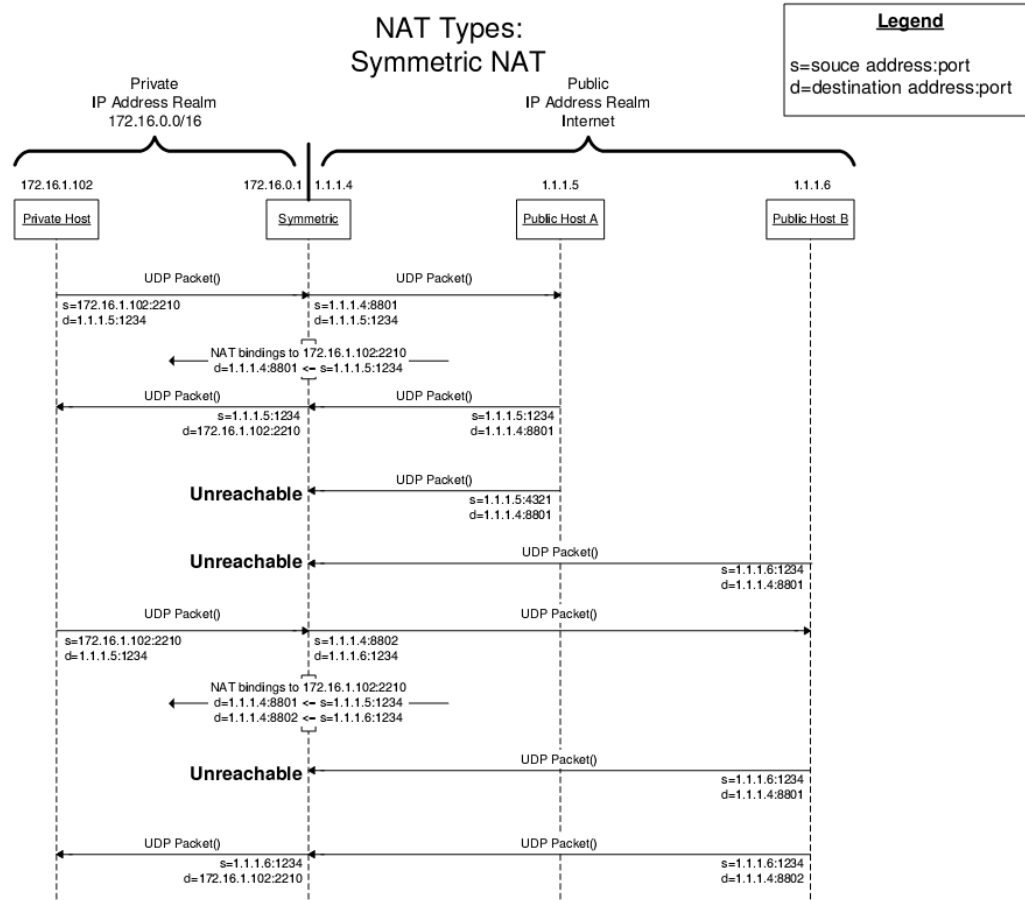 NAT Types:
Symmetric NAT
Legend
s=souce address:port
d=destination address:port
Private
IP Address Realm
172.16.0.0/16
Public
IP Address Realm
Internet
172.16.1.102
172.16.0.1
1.1.1.4
1.1.1.5
1.1.1.6
Private Host
Symmetric
Public Host A
Public Host B
UDP Packet()
UDP Packet()
s=172.16.1.102:2210
d=1.1.1.5:1234
s=1.1.1.4:8801
d=1.1.1.5:1234
NAT bindings to 172.16.1.102:2210
d=1.1.1.4:8801 <- s=1.1.1.5:1234
UDP Packet()
UDP Packet()
s=1.1.1.5:1234
d=172.16.1.102:2210
s=1.1.1.5:1234
d=1.1.1.4:8801
UDP Packet()
Unreachable
s=1.1.1.5:4321
d=1.1.1.4:8801
UDP Packet()
Unreachable
s=1.1.1.6:1234
d=1.1.1.4:8801
UDP Packet()
UDP Packet()
s=172.16.1.102:2210
d=1.1.1.5:1234
s=1.1.1.4:8802
d=1.1.1.6:1234
NAT bindings to 172.16.1.102:2210
d=1.1.1.4:8801 <- s=1.1.1.5:1234
d=1.1.1.4:8802 <- s=1.1.1.6:1234
UDP Packet()
Unreachable
s=1.1.1.6:1234
d=1.1.1.4:8801
UDP Packet()
UDP Packet()
s=1.1.1.6:1234
d=172.16.1.102:2210
s=1.1.1.6:1234
d=1.1.1.4:8802